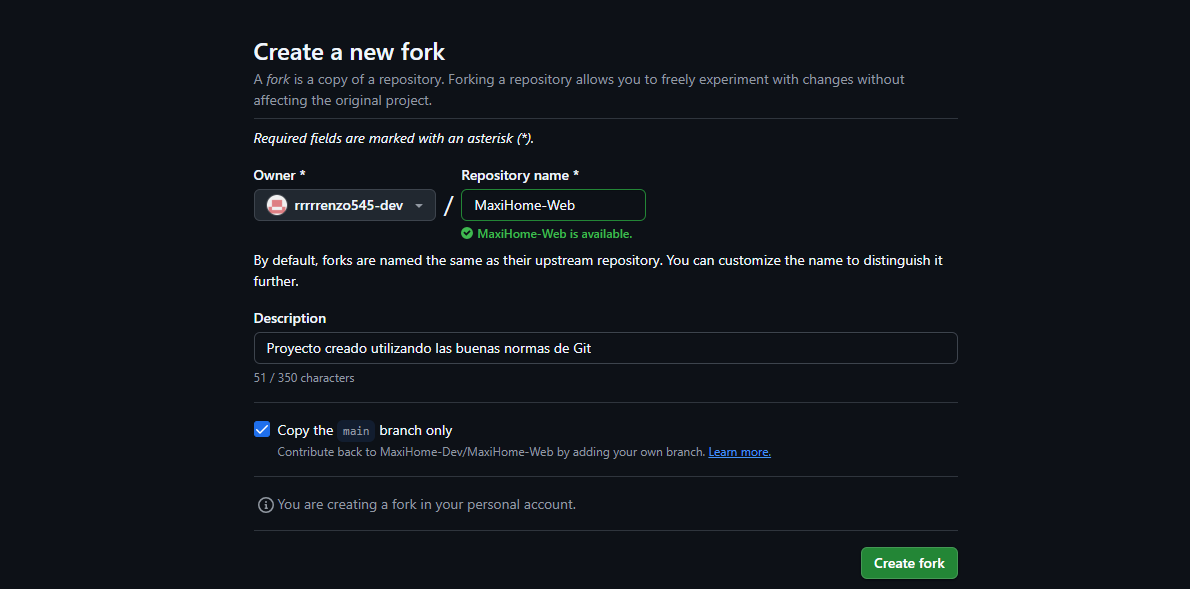 Create a new fork
A fork is a copy of a repository. Forking a repository allows you to freely experiment with changes without
affecting the original project.
Required fields are marked with an asterisk (*).
Owner *
Repository name *
rrrrrenzo545-dev
/
MaxiHome-Web
MaxiHome-Web is available.
By default, forks are named the same as their upstream repository. You can customize the name to distinguish it
further.
Description
Proyecto creado utilizando las buenas normas de Git
51 / 350 characters
Copy the main branch only
Contribute back to MaxiHome-Dev/MaxiHome-Web by adding your own branch. Learn more.
You are creating a fork in your personal account.
Create fork